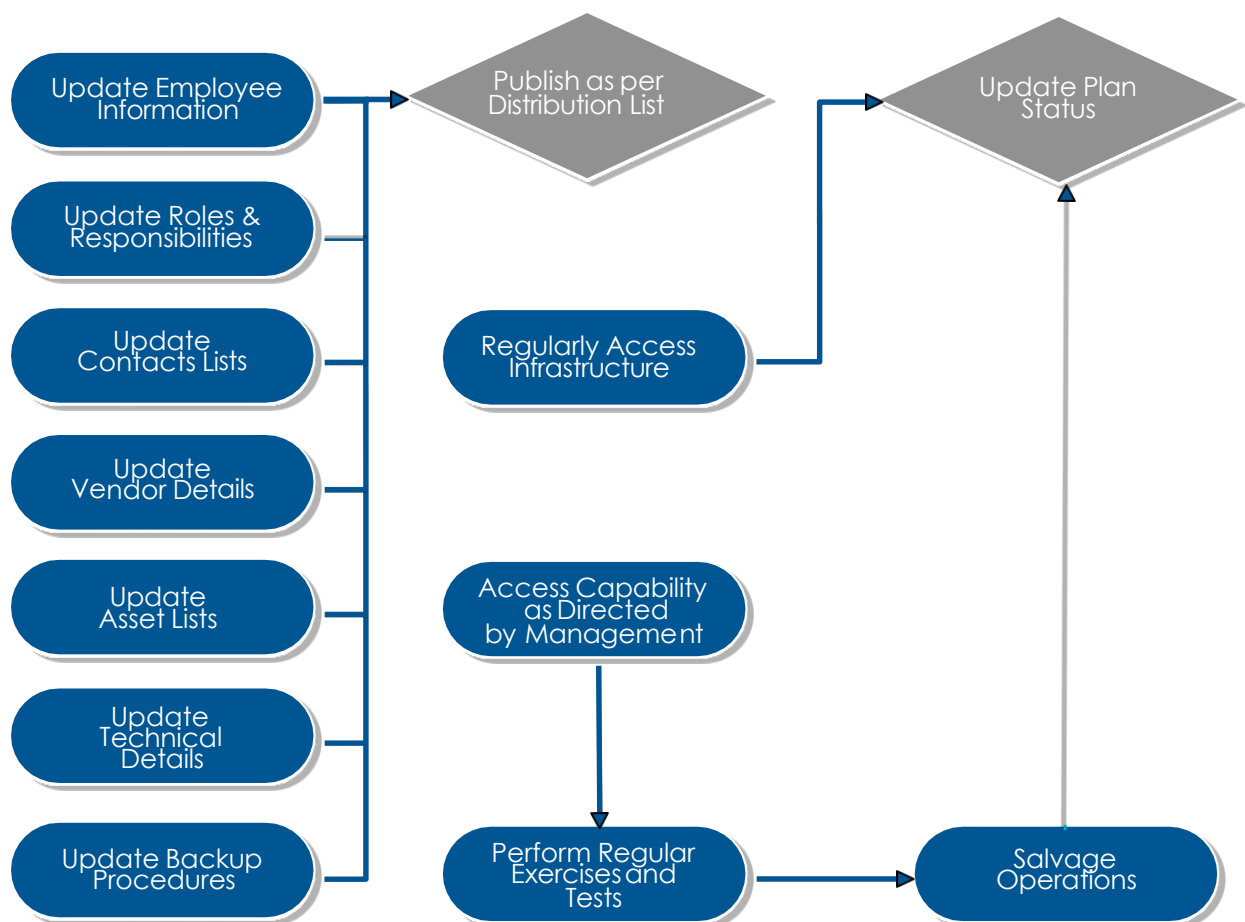 Update Employee
Information
Publish as per
Distribution List
Update Plan
Status
Update Roles &
Responsibilities
Update
Contacts Lists
Regularly Access
Infrastructure
Update
Vendor Details
Update
Asset Lists
Access Capability
as Directed
by Management
Update
Technical
Details
Update Backup
Procedures
Perform Regular
Exercises and
Tests
Salvage
Operations